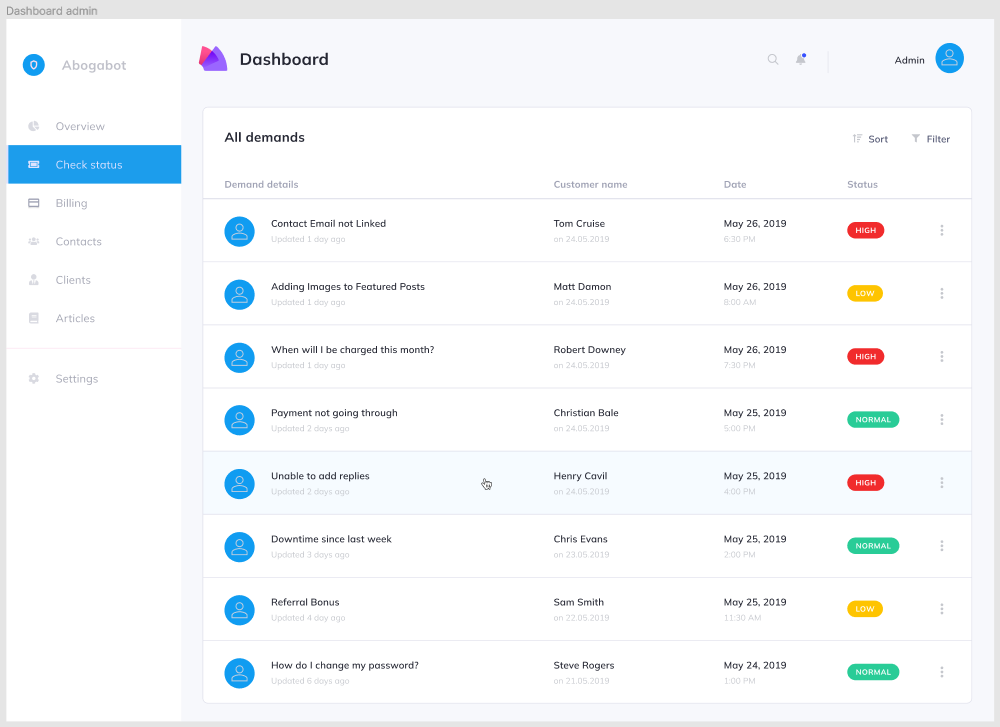 Dashboard admin
Abogabot
Dashboard
Admin
Overview
Check status
Billing
Contacts
Clients
Articles
Settings
All demands
Sort
Filter
Demand details Customer name Date Status
Contact Email not Linked Tom Cruise May 26, 2019 HIGH
Updated 1 day ago on 24.05.2019 6:30 PM
Adding Images to Featured Posts Matt Damon May 26, 2019 LOW
Updated 1 day ago on 24.05.2019 8:00 AM
When will I be charged this month? Robert Downey May 26, 2019 HIGH
Updated 1 day ago on 24.05.2019 7:30 PM
Payment not going through Christian Bale May 25, 2019 NORMAL
Updated 2 days ago on 24.05.2019 5:00 PM
Unable to add replies Henry Cavil May 25, 2019 HIGH
Updated 2 days ago on 24.05.2019 4:00 PM
Downtime since last week Chris Evans May 25, 2019 NORMAL
Updated 3 days ago on 23.05.2019 2:00 PM
Referral Bonus Sam Smith May 25, 2019 LOW
Updated 4 day ago on 22.05.2019 11:30 AM
How do I change my password? Steve Rogers May 24, 2019 NORMAL
Updated 6 days ago on 21.05.2019 1:00 PM